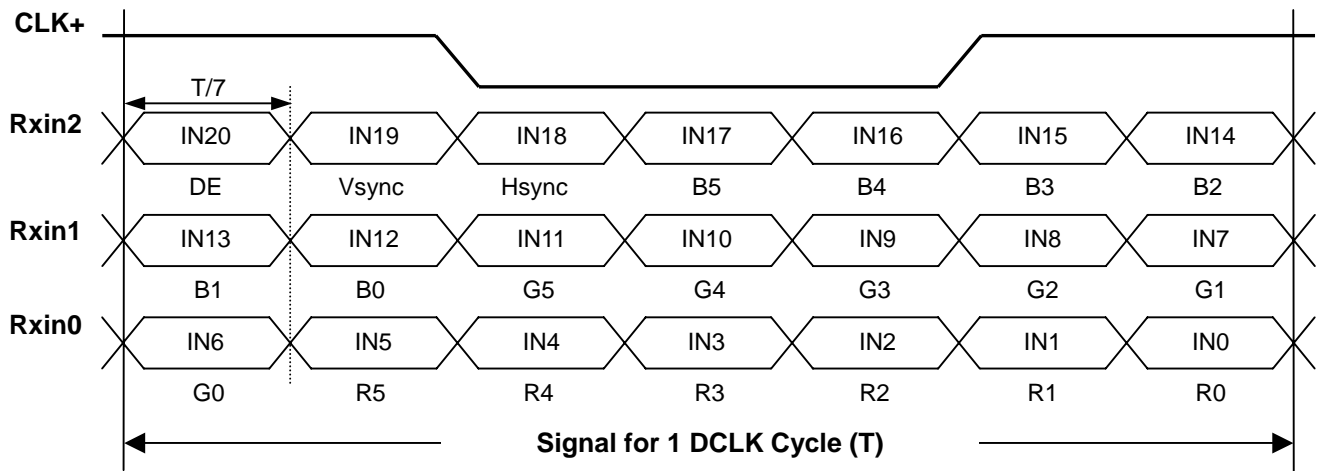 CLK+
T/7
Rxin2 IN20 IN19 IN18 IN17 IN16 IN15 IN14
DE Vsync Hsync B5 B4 B3 B2
Rxin1 IN13 IN12 IN11 IN10 IN9 IN8 IN7
B1 B0 G5 G4 G3 G2 G1
Rxin0 IN6 IN5 IN4 IN3 IN2 IN1 IN0
G0 R5 R4 R3 R2 R1 R0
Signal for 1 DCLK Cycle (T)